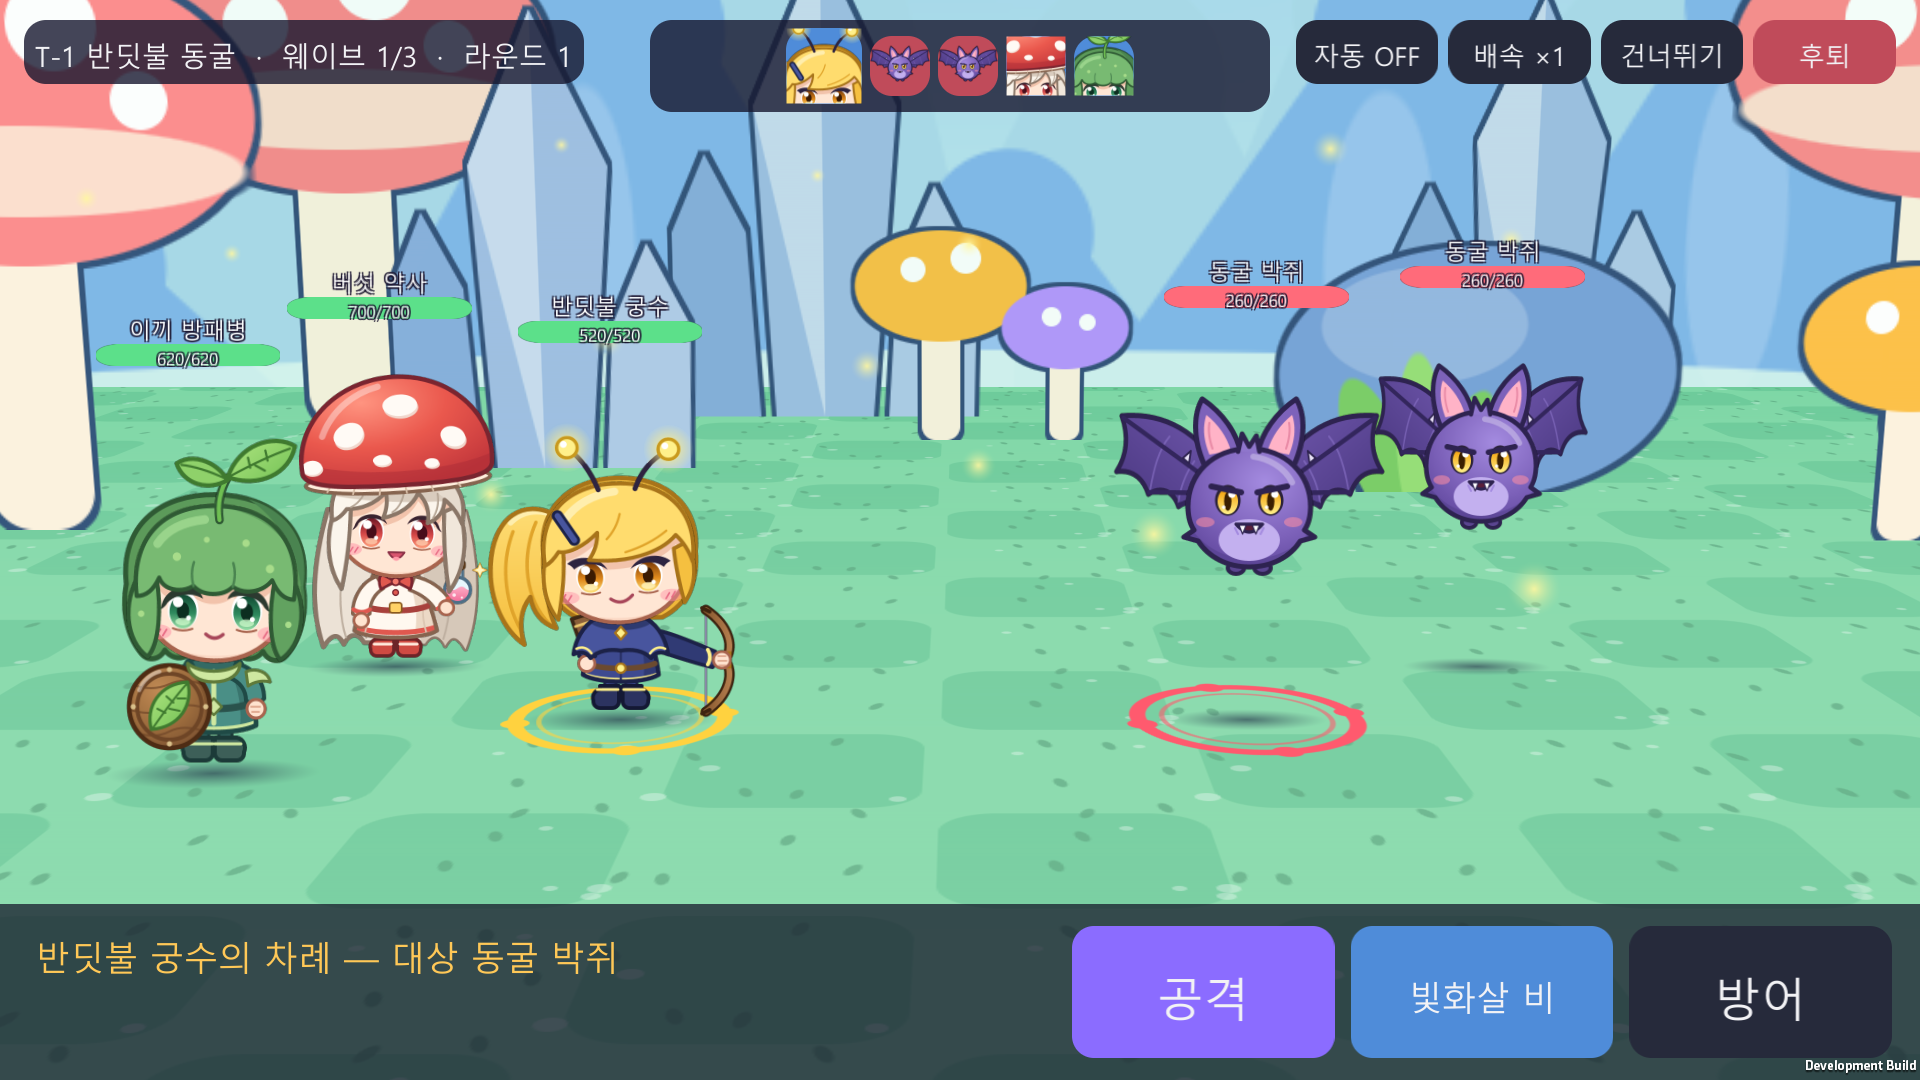 T-1 반딧불 동굴 · 웨이브 1/3 · 라운드 1
자동 OFF
배속 ×1
건너뛰기
후퇴
동굴 박쥐
260/260
동굴 박쥐
260/260
버섯 약사
700/700
반딧불 궁수
520/520
이끼 방패병
620/620
반딧불 궁수의 차례 — 대상 동굴 박쥐
공격
빛화살 비
방어
Development Build